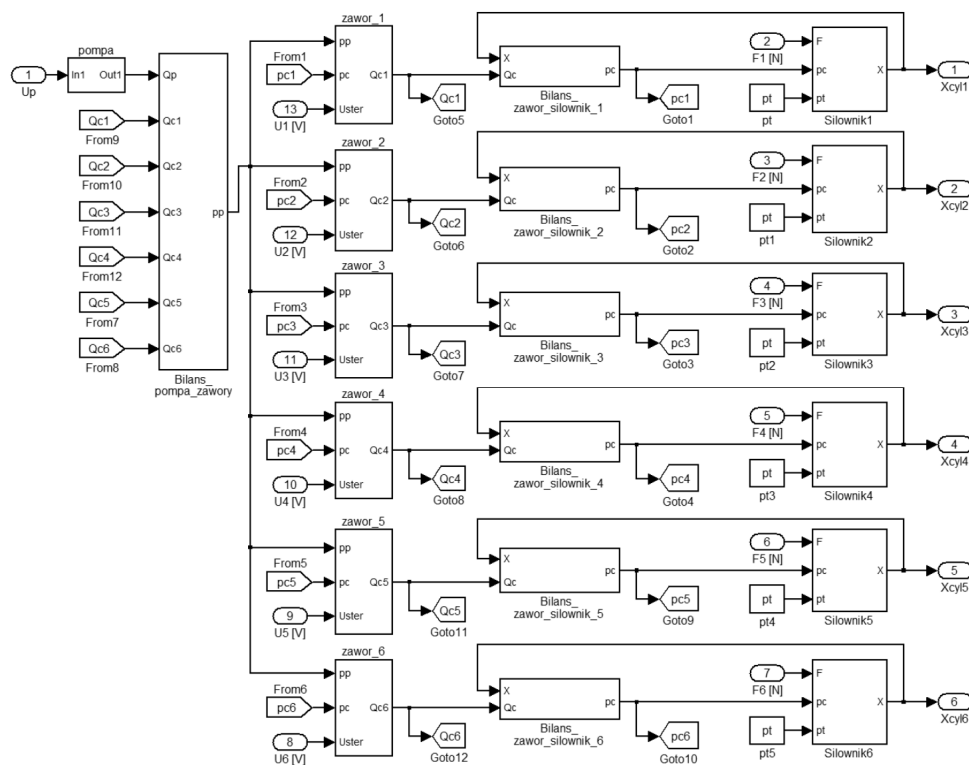 pompa
1
Up
In1 Out1
Qp
Qc1
From9
Qc1
Qc2
From10
Qc2
Qc3
From11
Qc3
Qc4
From12
Qc4
Qc5
From7
Qc5
Qc6
From8
Qc6
pp
Bilans_
pompa_zawory
zawor_1
pp
From1
pc1
pc
Qc1
13
U1 [V]
Uster
Qc1
Goto5
X
Qc
pc
Bilans_
zawor_silownik_1
pc1
Goto1
2
F1 [N]
pt
pt
F
pc
pt
X
Silownik1
1
Xcyl1
zawor_2
pp
From2
pc2
pc
Qc2
12
U2 [V]
Uster
Qc2
Goto6
X
Qc
pc
Bilans_
zawor_silownik_2
pc2
Goto2
3
F2 [N]
pt
pt1
F
pc
pt
X
Silownik2
2
Xcyl2
zawor_3
pp
From3
pc3
pc
Qc3
11
U3 [V]
Uster
Qc3
Goto7
X
Qc
pc
Bilans_
zawor_silownik_3
pc3
Goto3
4
F3 [N]
pt
pt2
F
pc
pt
X
Silownik3
3
Xcyl3
zawor_4
pp
From4
pc4
pc
Qc4
10
U4 [V]
Uster
Qc4
Goto8
X
Qc
pc
Bilans_
zawor_silownik_4
pc4
Goto4
5
F4 [N]
pt
pt3
F
pc
pt
X
Silownik4
4
Xcyl4
zawor_5
pp
From5
pc5
pc
Qc5
9
U5 [V]
Uster
Qc5
Goto11
X
Qc
pc
Bilans_
zawor_silownik_5
pc5
Goto9
6
F5 [N]
pt
pt4
F
pc
pt
X
Silownik5
5
Xcyl5
zawor_6
pp
From6
pc6
pc
Qc6
8
U6 [V]
Uster
Qc6
Goto12
X
Qc
pc
Bilans_
zawor_silownik_6
pc6
Goto10
7
F6 [N]
pt
pt5
F
pc
pt
X
Silownik6
6
Xcyl6